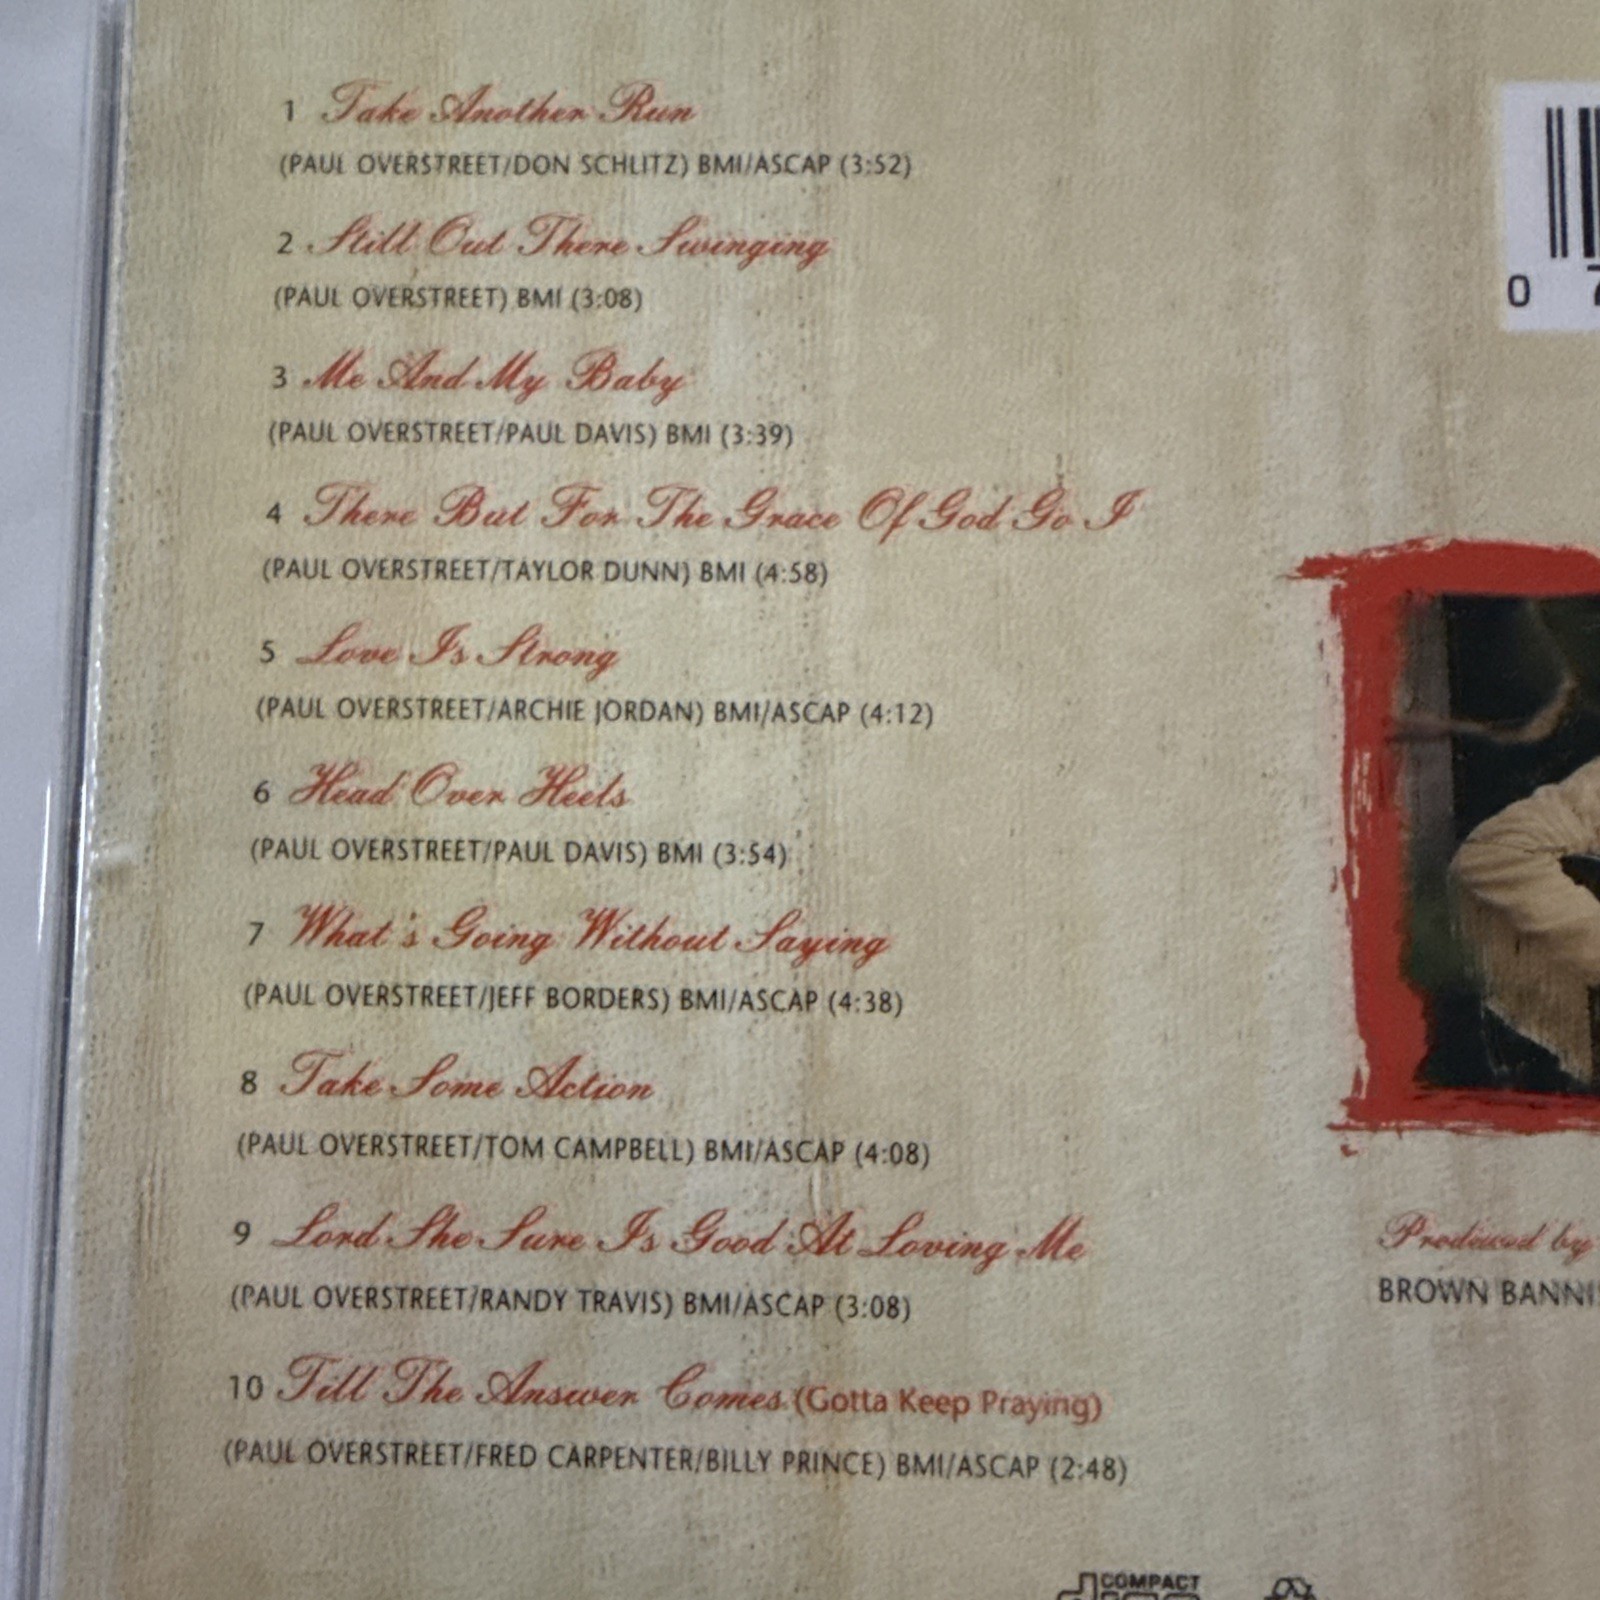 1 Take Another Run
(PAUL OVERSTREET/DON SCHLITZ) BMI/ASCAP (3:52)
2 Still Out There Swinging
(PAUL OVERSTREET) BMI (3:08)
3 Me And My Baby
(PAUL OVERSTREET/PAUL DAVIS) BMI (3:39)
4 There But For The Grace Of God Go I
(PAUL OVERSTREET/TAYLOR DUNN) BMI (4:58)
5 Love Is Strong
(PAUL OVERSTREET/ARCHIE JORDAN) BMI/ASCAP (4:12)
6 Head Over Heels
(PAUL OVERSTREET/PAUL DAVIS) BMI (3:54)
7 What's Going Without Saying
(PAUL OVERSTREET/JEFF BORDERS) BMI/ASCAP (4:38)
8 Take Some Action
(PAUL OVERSTREET/TOM CAMPBELL) BMI/ASCAP (4:08)
9 Lord She Sure Is Good At Loving Me
(PAUL OVERSTREET/RANDY TRAVIS) BMI/ASCAP (3:08)
10 Till The Answer Comes (Gotta Keep Praying)
(PAUL OVERSTREET/FRED CARPENTER/BILLY PRINCE) BMI/ASCAP (2:48)
0
Produced by
BROWN
COMPACT